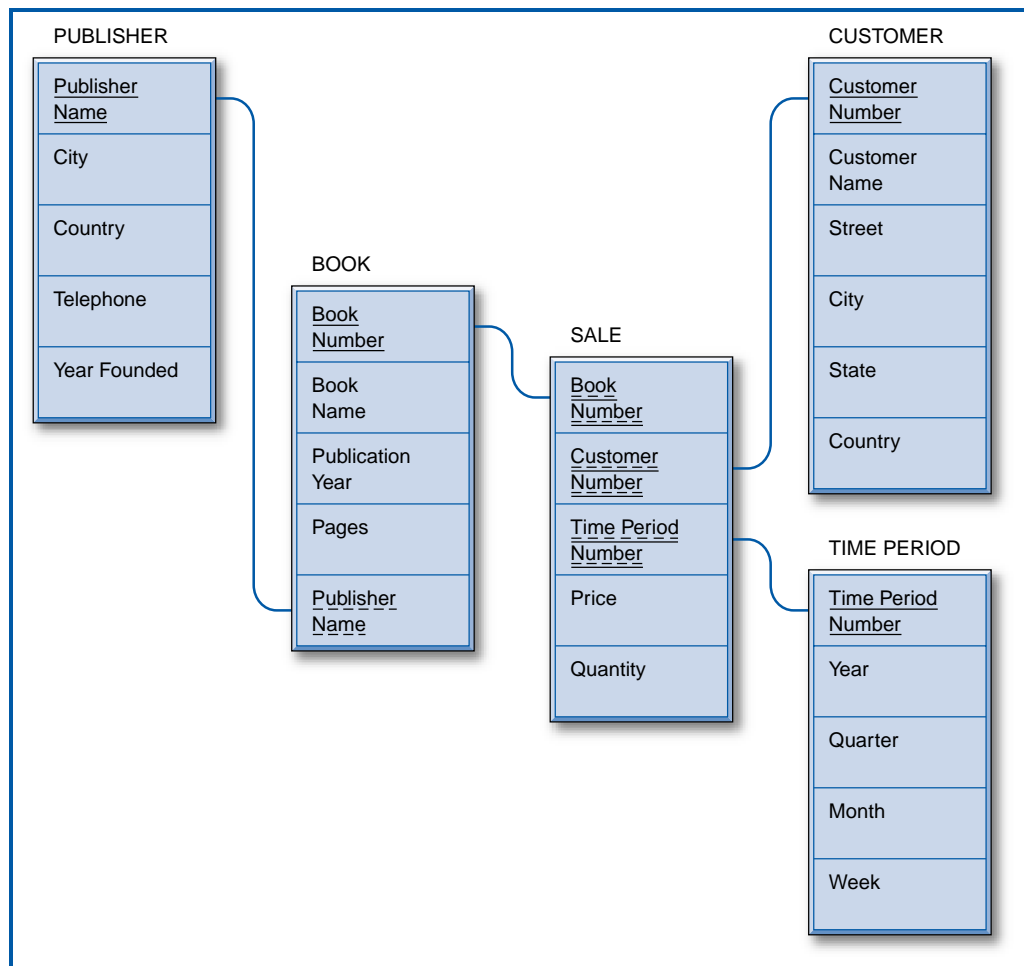 PUBLISHER
Publisher
Name
City
Country
Telephone
Year Founded
BOOK
Book
Number
Book
Name
Publication
Year
Pages
Publisher
Name
SALE
Book
Number
Customer
Number
Time Period
Number
Price
Quantity
CUSTOMER
Customer
Number
Customer
Name
Street
City
State
Country
TIME PERIOD
Time Period
Number
Year
Quarter
Month
Week